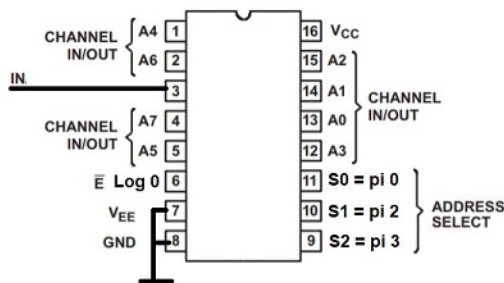 A4 1 16 VCC
CHANNEL IN/OUT
A6 2 15 A2
IN. 3 14 A1
CHANNEL IN/OUT
A7 4 13 A0
CHANNEL IN/OUT
A5 5 12 A3
E Log 0 6 11 S0 = pi 0
VEE 7 10 S1 = pi 2
ADDRESS SELECT
GND 8 9 S2 = pi 3